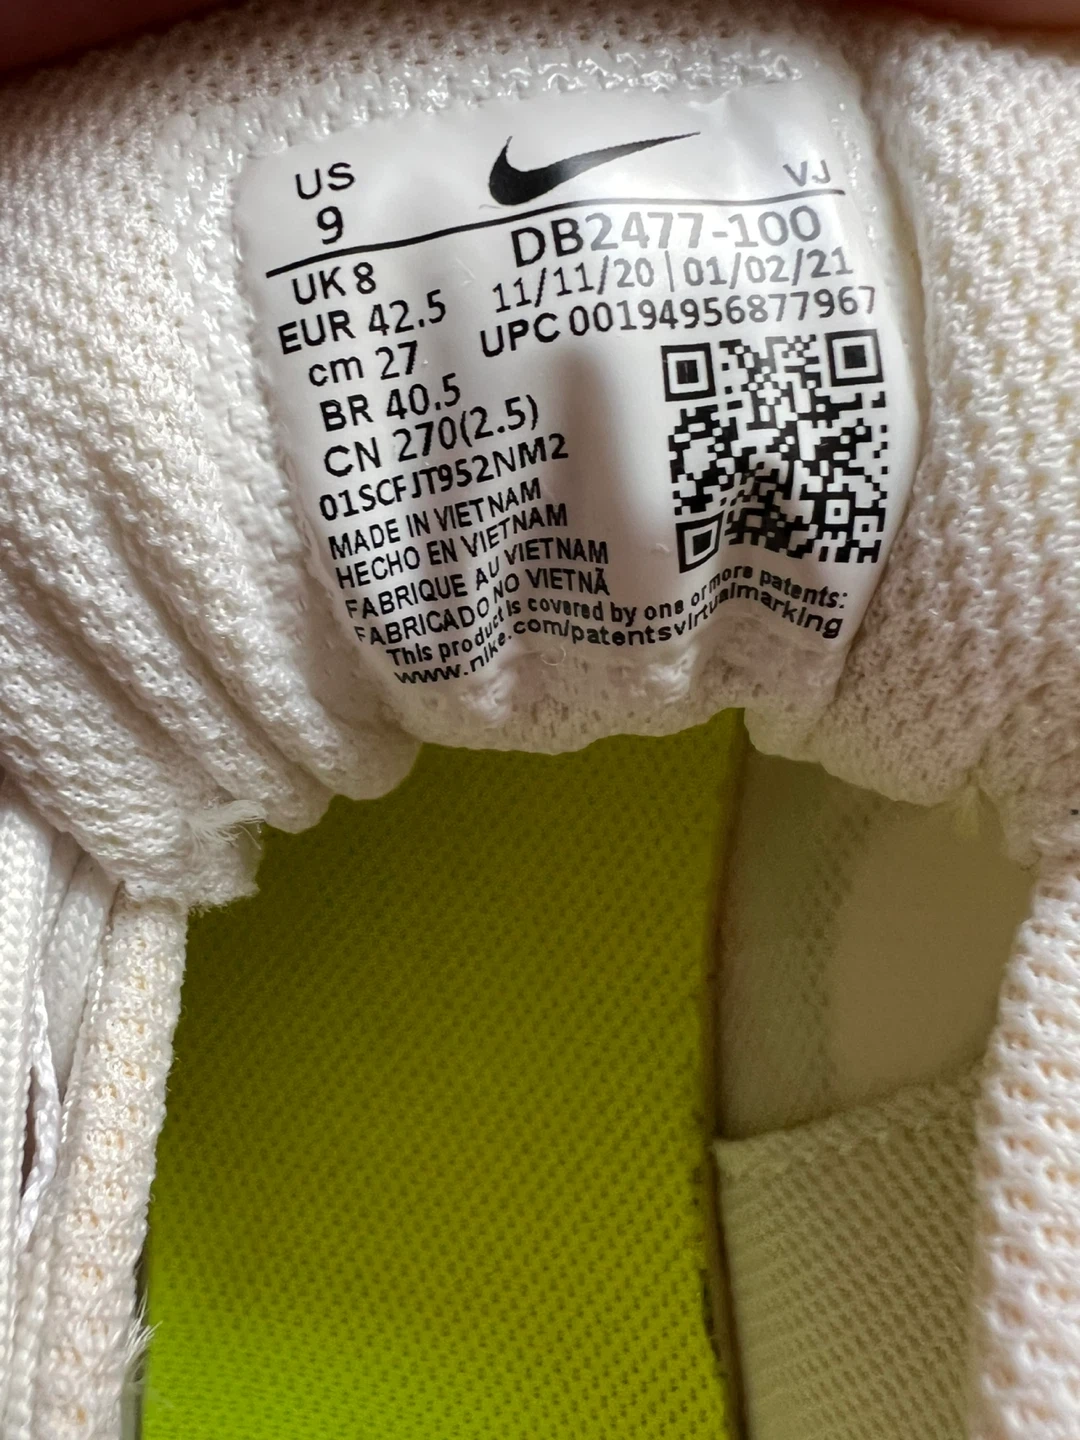 US
9
VJ
DB2477-100
11/11/20 | 01/02/21
UPC 00194956877967
UK 8
EUR 42.5
cm 27
BR 40.5
CN 270(2.5)
01SCFJT952NM2
MADE IN VIETNAM
HECHO EN VIETNAM
FABRIQUE AU VIETNAM
FABRICADO NO VIETNÃ
This product is covered by one or more patents:
www.nike.com/patentsvirtualmarking